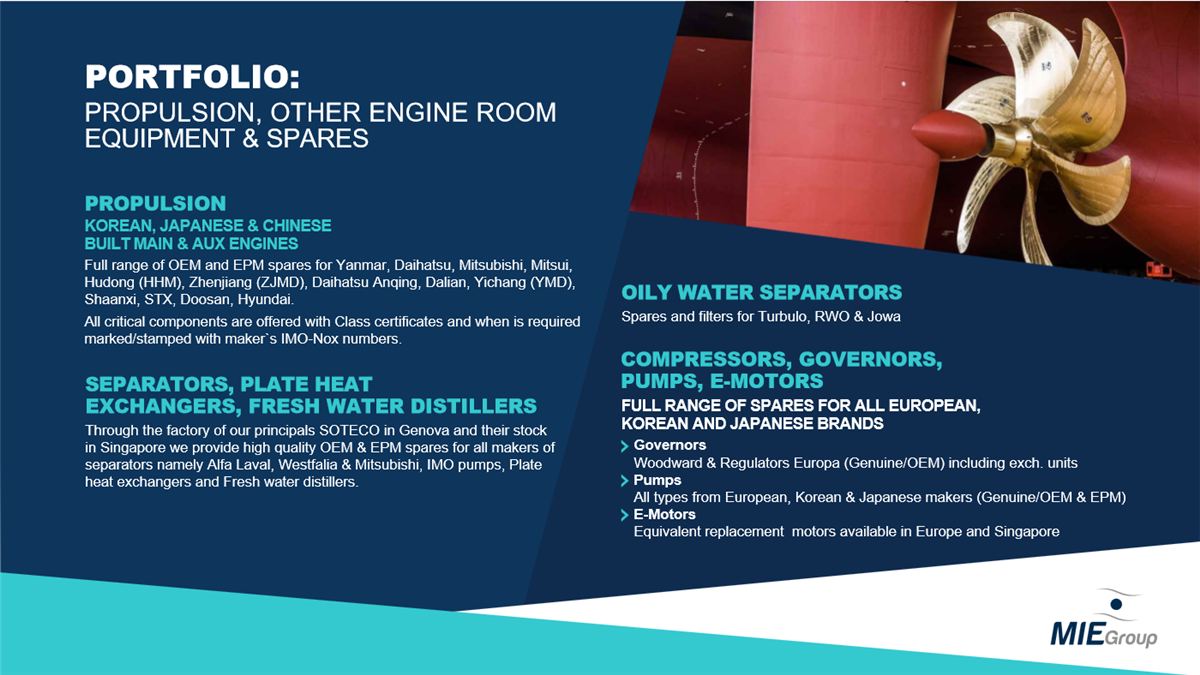 PORTFOLIO:
PROPULSION, OTHER ENGINE ROOM
EQUIPMENT & SPARES
PROPULSION
KOREAN, JAPANESE & CHINESE
BUILT MAIN & AUX ENGINES
Full range of OEM and EPM spares for Yanmar, Daihatsu, Mitsubishi, Mitsui,
Hudong (HHM), Zhenjiang (ZJMD), Daihatsu Anqing, Dalian, Yichang (YMD),
Shaanxi, STX, Doosan, Hyundai.
All critical components are offered with Class certificates and when is required
marked/stamped with maker`s IMO-Nox numbers.
SEPARATORS, PLATE HEAT
EXCHANGERS, FRESH WATER DISTILLERS
Through the factory of our principals SOTECO in Genova and their stock
in Singapore we provide high quality OEM & EPM spares for all makers of
separators namely Alfa Laval, Westfalia & Mitsubishi, IMO pumps, Plate
heat exchangers and Fresh water distillers.
OILY WATER SEPARATORS
Spares and filters for Turbulo, RWO & Jowa
COMPRESSORS, GOVERNORS,
PUMPS, E-MOTORS
FULL RANGE OF SPARES FOR ALL EUROPEAN,
KOREAN AND JAPANESE BRANDS
Governors
Woodward & Regulators Europa (Genuine/OEM) including exch. units
Pumps
All types from European, Korean & Japanese makers (Genuine/OEM & EPM)
E-Motors
Equivalent replacement motors available in Europe and Singapore
MIE Group